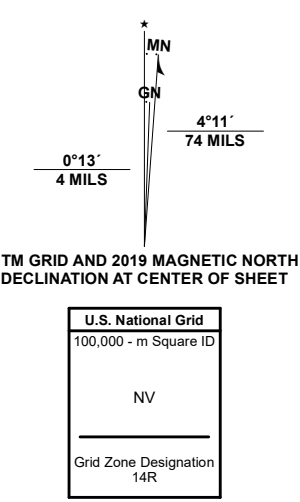 ★
MN
GN
4°11´
74 MILS
0°13´
4 MILS
TM GRID AND 2019 MAGNETIC NORTH
DECLINATION AT CENTER OF SHEET
U.S. National Grid
100,000 - m Square ID
NV
Grid Zone Designation
14R